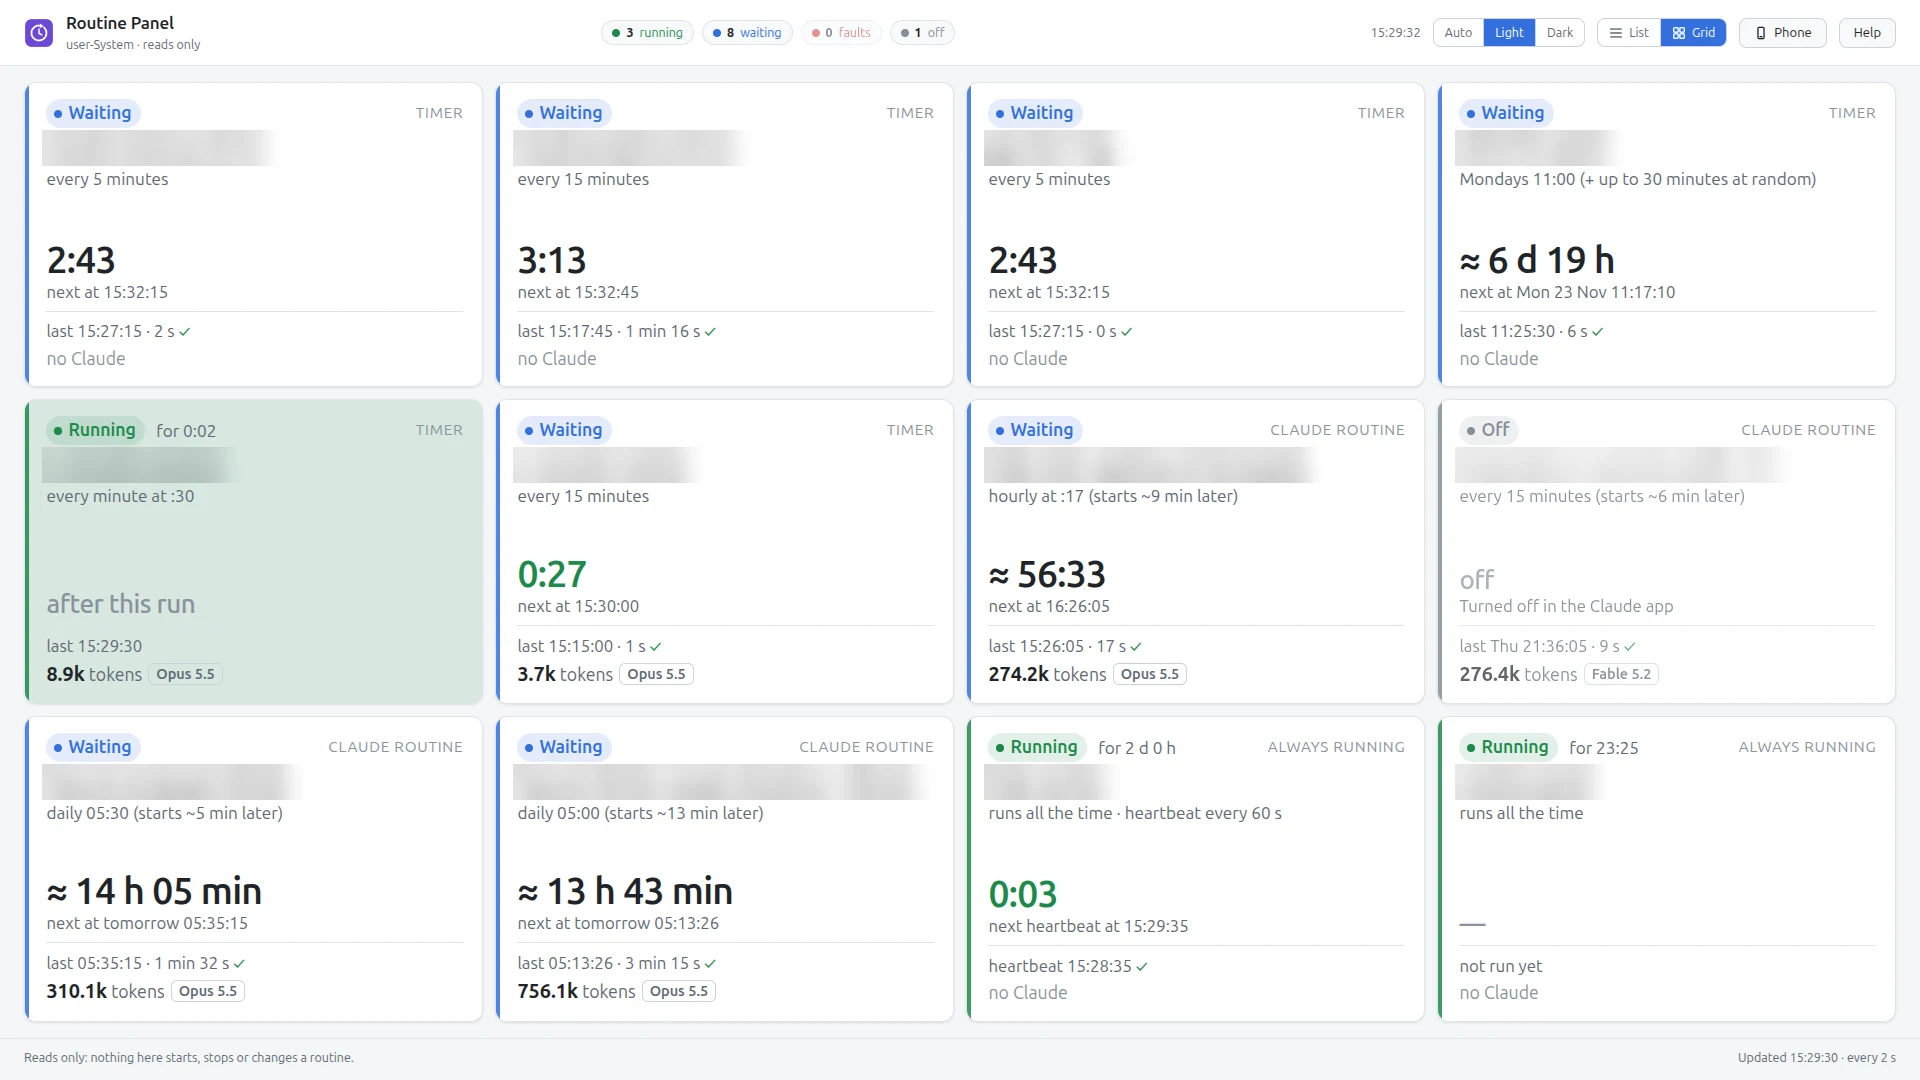 Routine Panel
user-System · reads only
3 running
8 waiting
0 faults
1 off
15:29:32
Auto
Light
Dark
List
Grid
Phone
Help
Waiting
TIMER
every 5 minutes
2:43
next at 15:32:15
last 15:27:15 · 2 s ✓
no Claude
Waiting
TIMER
every 15 minutes
3:13
next at 15:32:45
last 15:17:45 · 1 min 16 s ✓
no Claude
Waiting
TIMER
every 5 minutes
2:43
next at 15:32:15
last 15:27:15 · 0 s ✓
no Claude
Waiting
TIMER
Mondays 11:00 (+ up to 30 minutes at random)
≈ 6 d 19 h
next at Mon 23 Nov 11:17:10
last 11:25:30 · 6 s ✓
no Claude
Running for 0:02
TIMER
every minute at :30
after this run
last 15:29:30
8.9k tokens Opus 5.5
Waiting
TIMER
every 15 minutes
0:27
next at 15:30:00
last 15:15:00 · 1 s ✓
3.7k tokens Opus 5.5
Waiting
CLAUDE ROUTINE
hourly at :17 (starts ~9 min later)
≈ 56:33
next at 16:26:05
last 15:26:05 · 17 s ✓
274.2k tokens Opus 5.5
Off
CLAUDE ROUTINE
every 15 minutes (starts ~6 min later)
off
Turned off in the Claude app
last Thu 21:36:05 · 9 s ✓
276.4k tokens Fable 5.2
Waiting
CLAUDE ROUTINE
daily 05:30 (starts ~5 min later)
≈ 14 h 05 min
next at tomorrow 05:35:15
last 05:35:15 · 1 min 32 s ✓
310.1k tokens Opus 5.5
Waiting
CLAUDE ROUTINE
daily 05:00 (starts ~13 min later)
≈ 13 h 43 min
next at tomorrow 05:13:26
last 05:13:26 · 3 min 15 s ✓
756.1k tokens Opus 5.5
Running for 2 d 0 h
ALWAYS RUNNING
runs all the time · heartbeat every 60 s
0:03
next heartbeat at 15:29:35
heartbeat 15:28:35 ✓
no Claude
Running for 23:25
ALWAYS RUNNING
runs all the time
—
not run yet
no Claude
Reads only: nothing here starts, stops or changes a routine.
Updated 15:29:30 · every 2 s